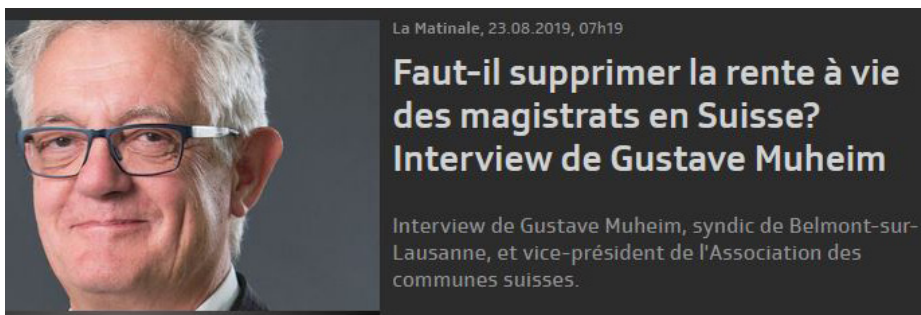 La Matinale, 23.08.2019, 07h19
Faut-il supprimer la rente à vie
des magistrats en Suisse?
Interview de Gustave Muheim
Interview de Gustave Muheim, syndic de Belmont-sur-
Lausanne, et vice-président de l'Association des
communes suisses.